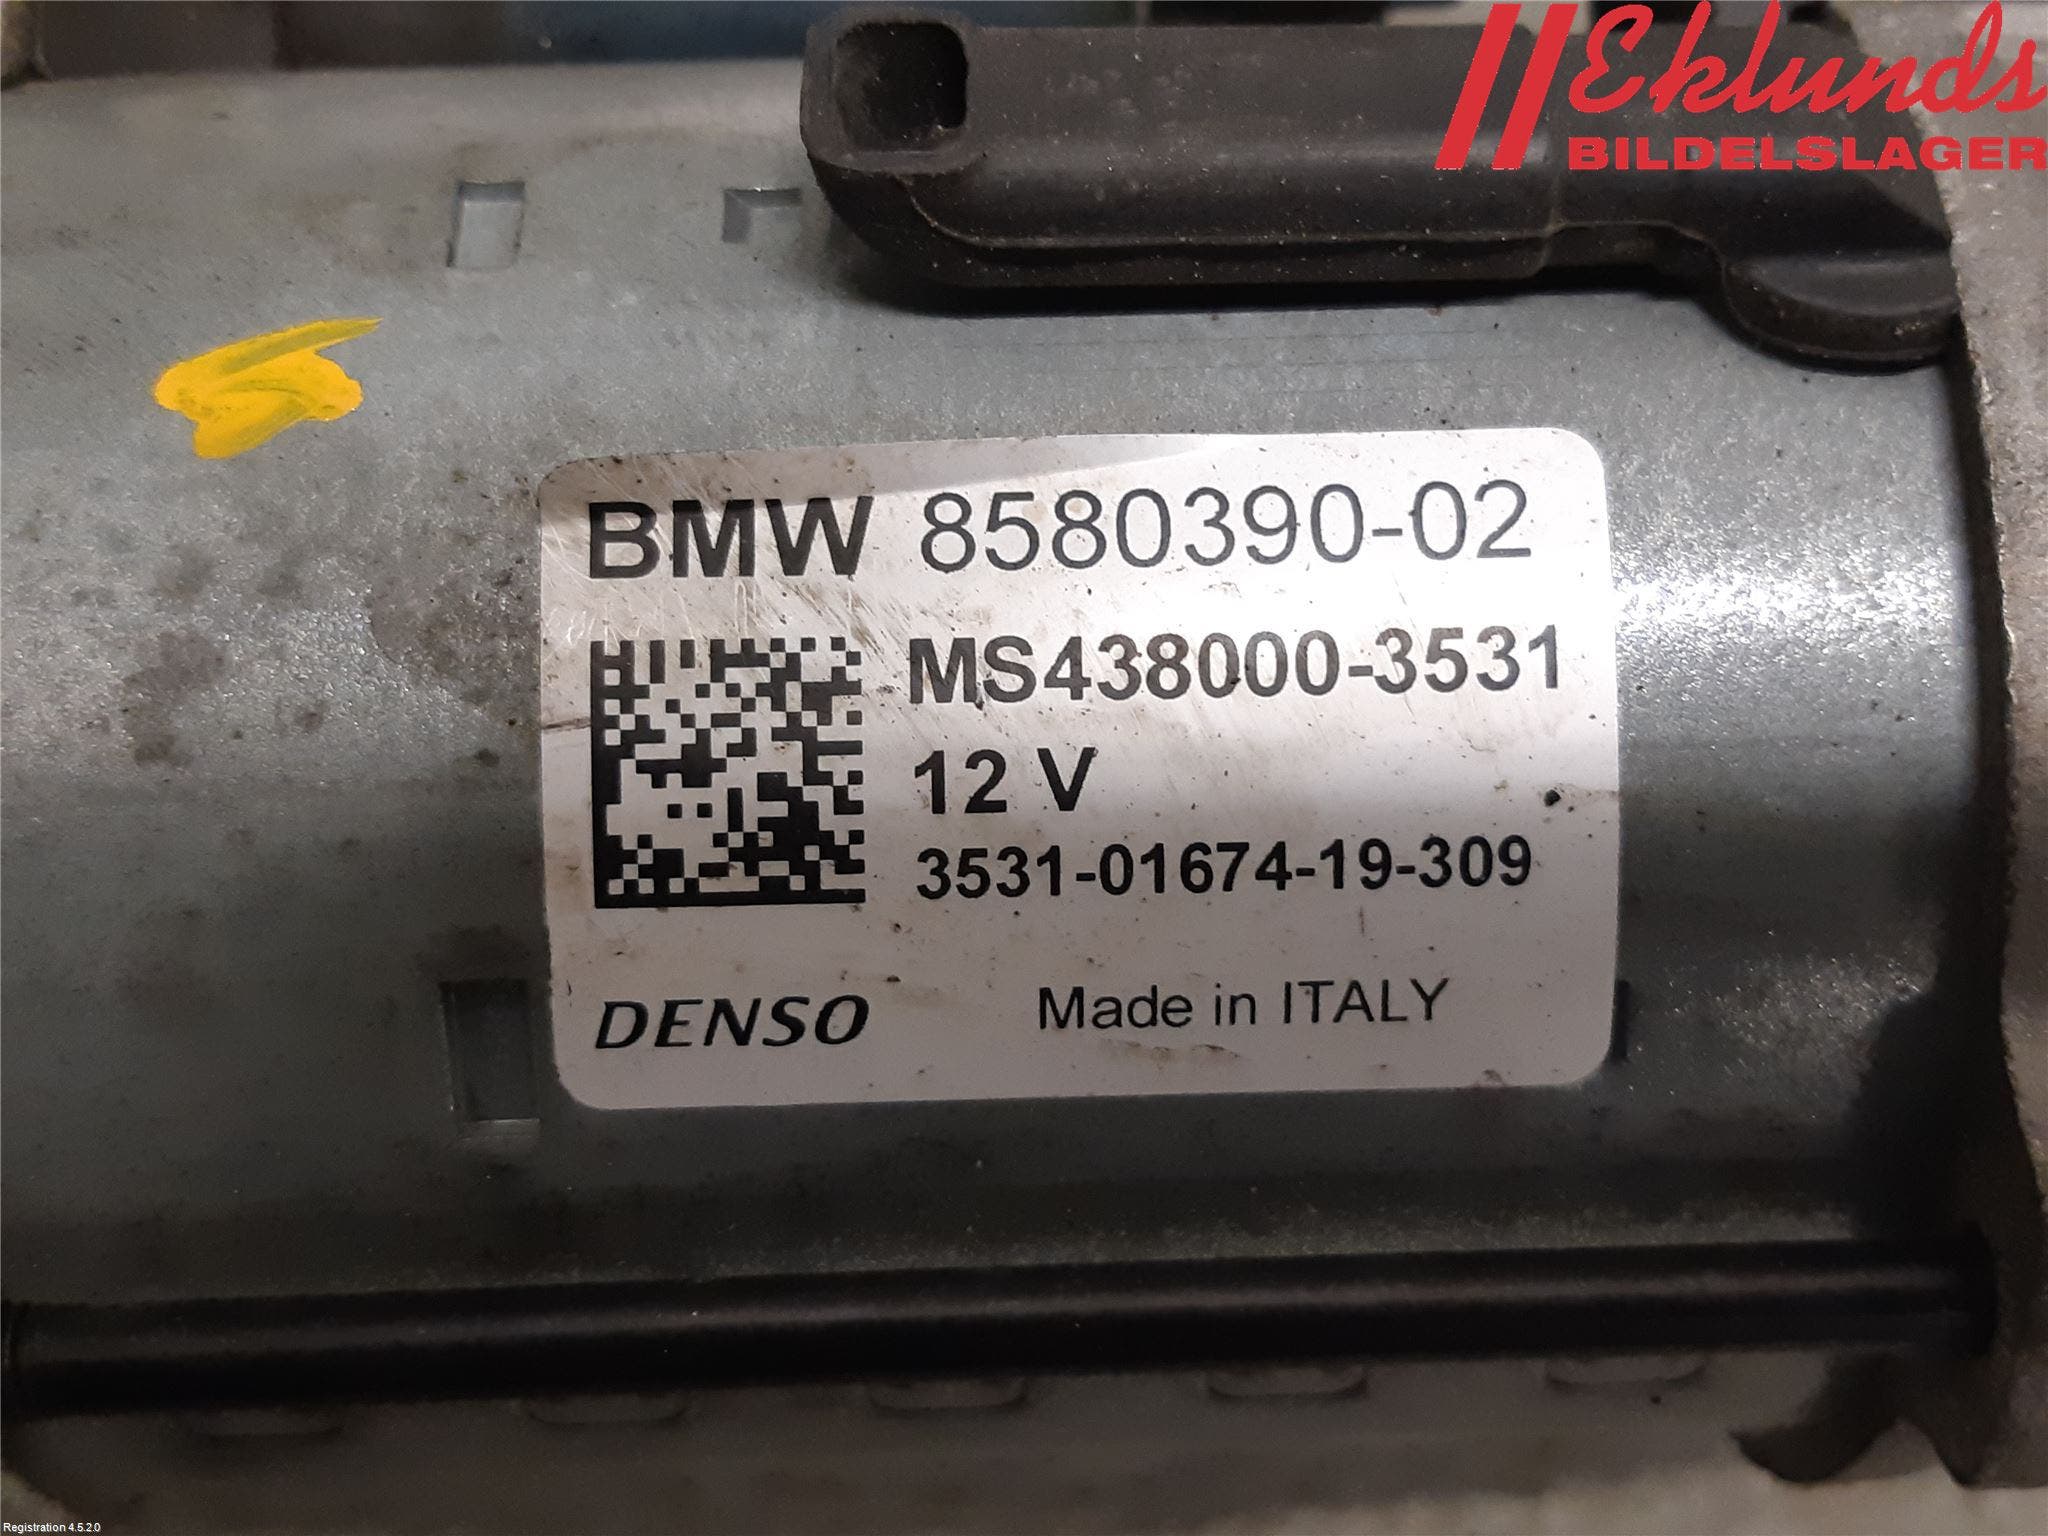 Eklunds
BILDELSLAGER
BMW 8580390-02
MS438000-3531
12 V
3531-01674-19-309
DENSO Made in ITALY
Registration 4.5.2.0